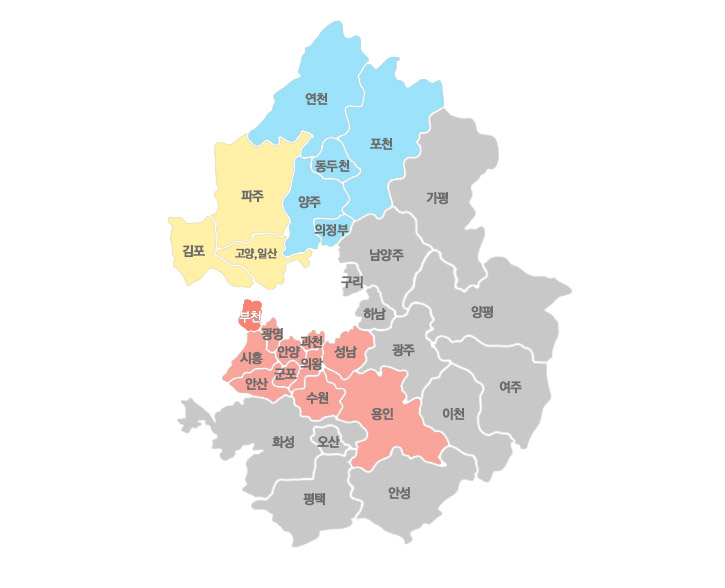 연천
포천
동두천
파주
양주
가평
의정부
김포
고양,일산
남양주
구리
하남
양평
부천
광명
과천
안양
성남
광주
시흥
의왕
군포
안산
여주
수원
용인
이천
화성
오산
평택
안성